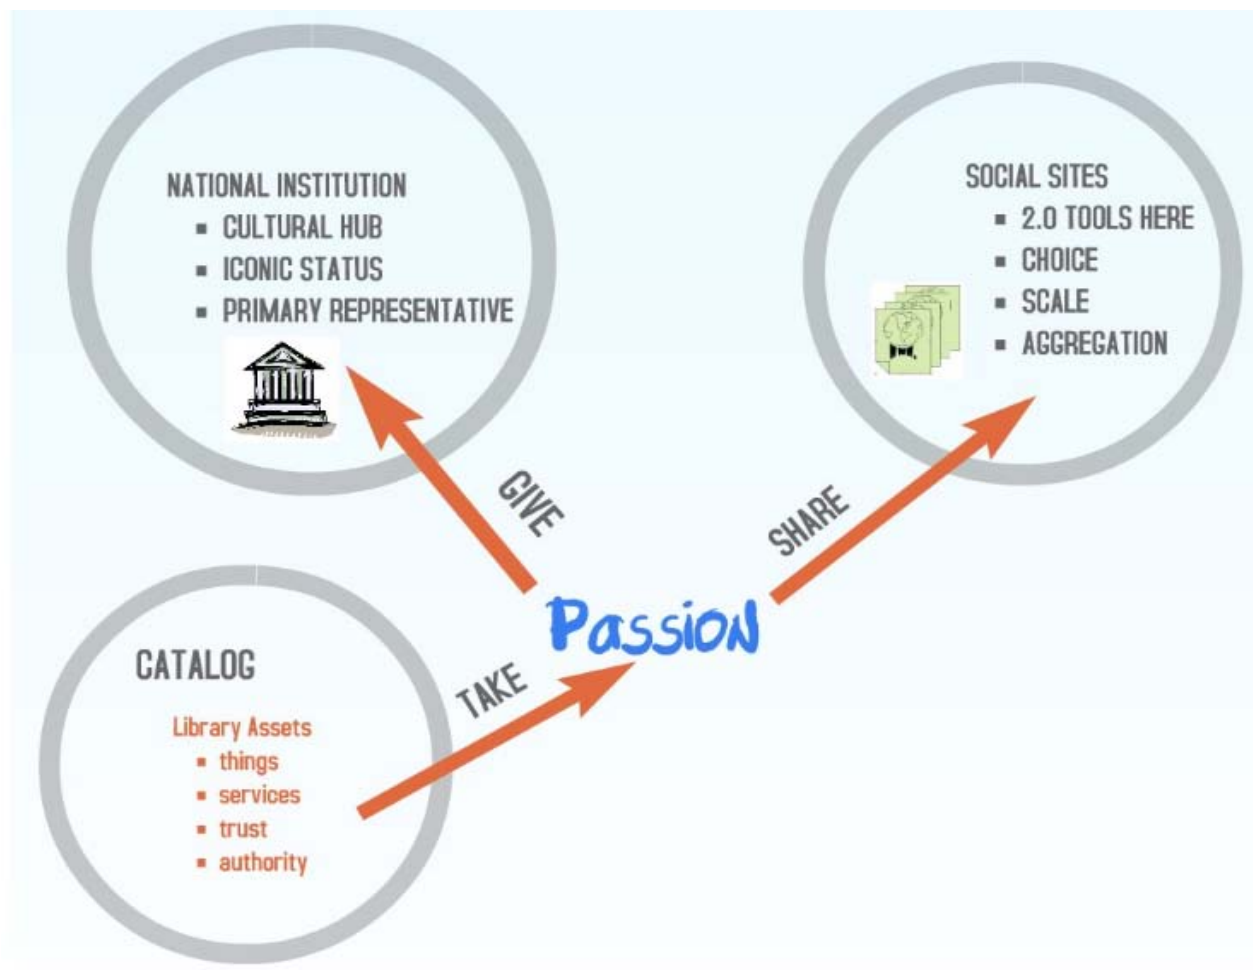 NATIONAL INSTITUTION
▪ CULTURAL HUB
▪ ICONIC STATUS
▪ PRIMARY REPRESENTATIVE
SOCIAL SITES
▪ 2.0 TOOLS HERE
▪ CHOICE
▪ SCALE
▪ AGGREGATION
GIVE
SHARE
Passion
TAKE
CATALOG
Library Assets
▪ things
▪ services
▪ trust
▪ authority